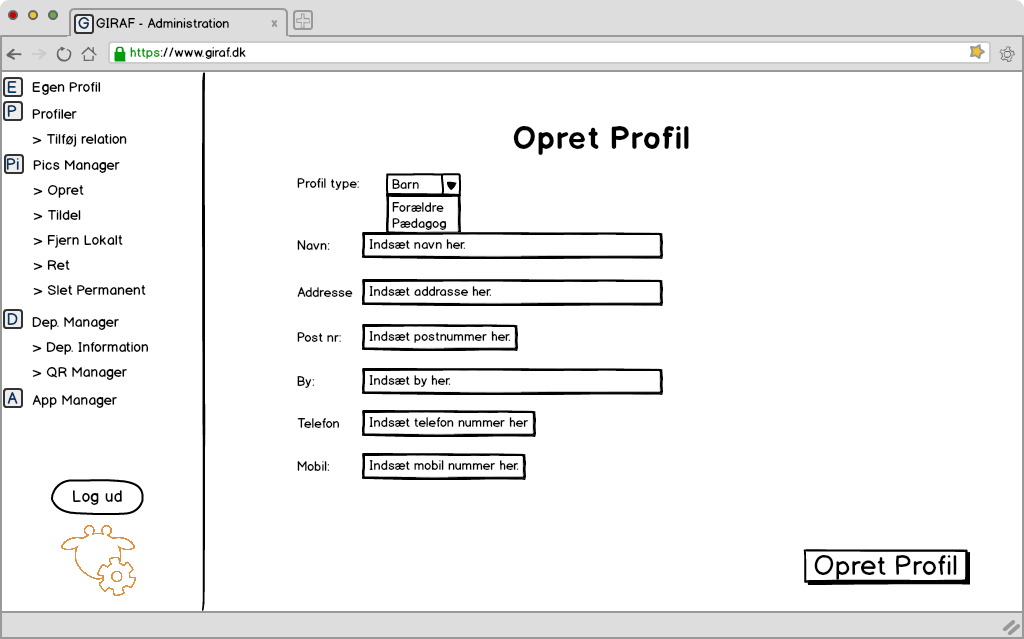 G GIRAF - Administration x
https://www.giraf.dk
E Egen Profil
P Profiler
> Tilføj relation
Pi Pics Manager
> Opret
> Tildel
> Fjern Lokalt
> Ret
> Slet Permanent
D Dep. Manager
> Dep. Information
> QR Manager
A App Manager
Log ud
Opret Profil
Profil type: Barn
Forældre
Pædagog
Navn: Indsæt navn her.
Addresse Indsæt addrasse her.
Post nr: Indsæt postnummer her.
By: Indsæt by her.
Telefon Indsæt telefon nummer her
Mobil: Indsæt mobil nummer her.
Opret Profil